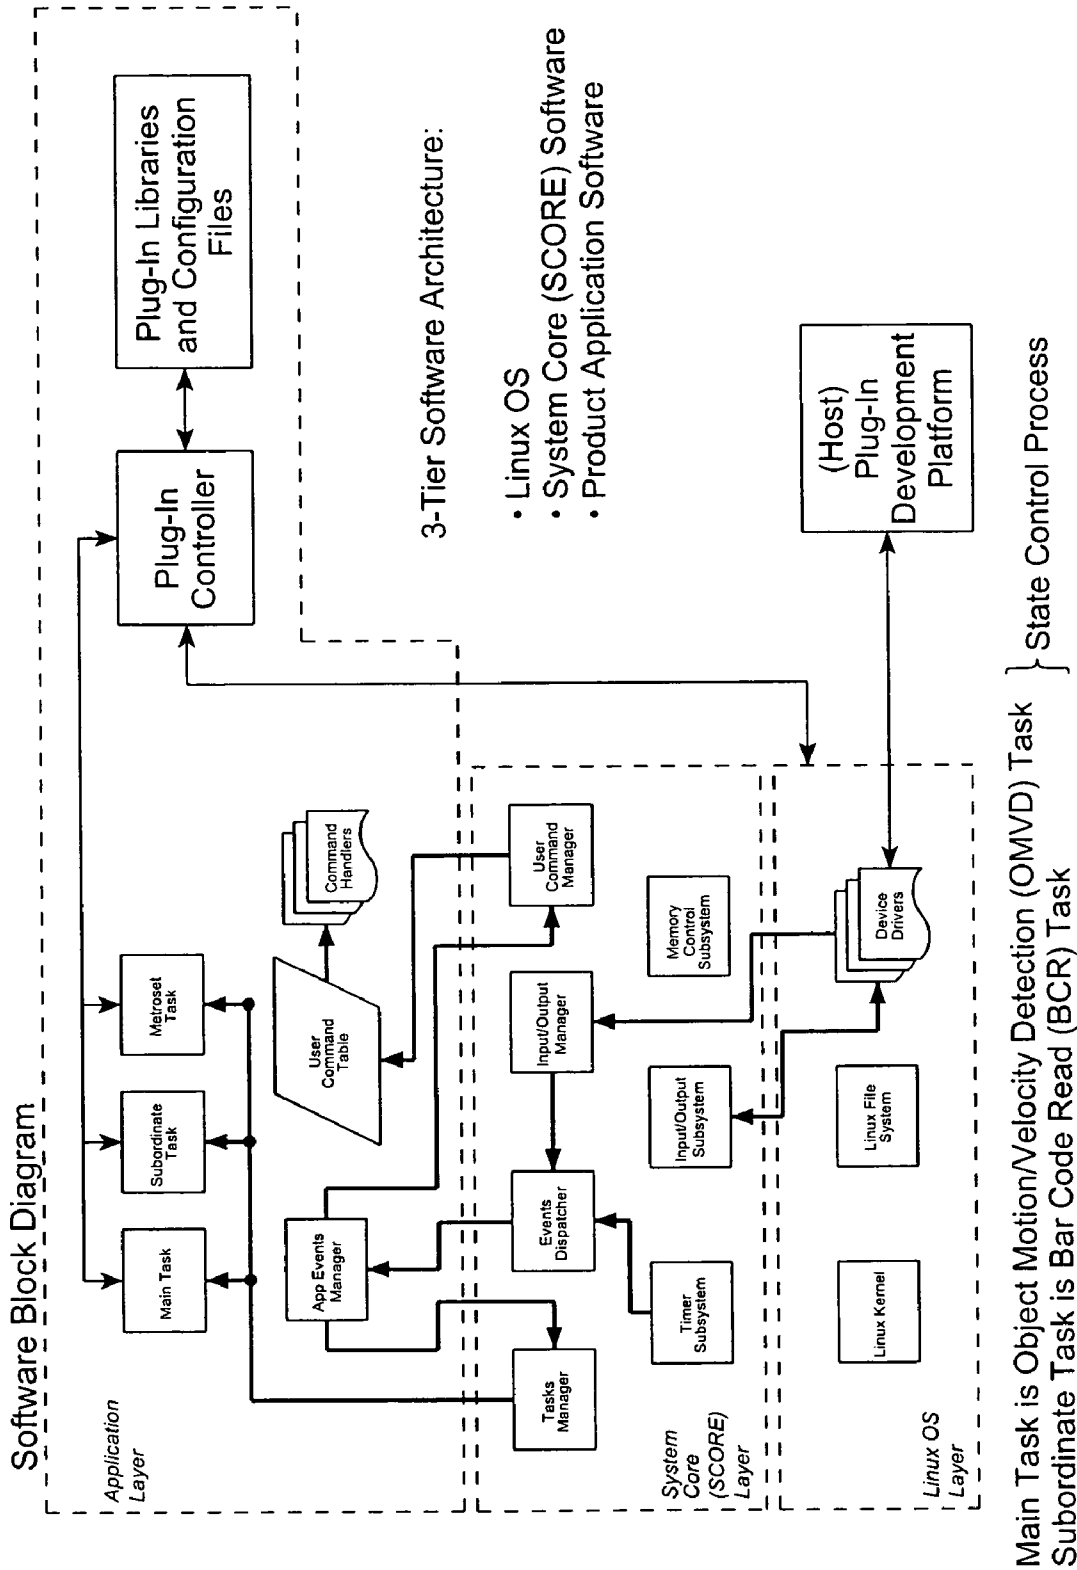 Software Block Diagram
Application
Layer
Main Task
Subordinate
Task
Metroset
Task
Plug-In
Controller
Plug-In Libraries
and Configuration
Files
App Events
Manager
User
Command
Table
Command
Handlers
3-Tier Software Architecture:
• Linux OS
• System Core (SCORE) Software
• Product Application Software
Tasks
Manager
Events
Dispatcher
Input/Output
Manager
User
Command
Manager
System
Core
(SCORE)
Layer
Timer
Subsystem
Input/Output
Subsystem
Memory
Control
Subsystem
Linux OS
Layer
Linux Kernel
Linux File
System
Device
Drivers
(Host)
Plug-In
Development
Platform
Main Task is Object Motion/Velocity Detection (OMVD) Task
Subordinate Task is Bar Code Read (BCR) Task
State Control Process